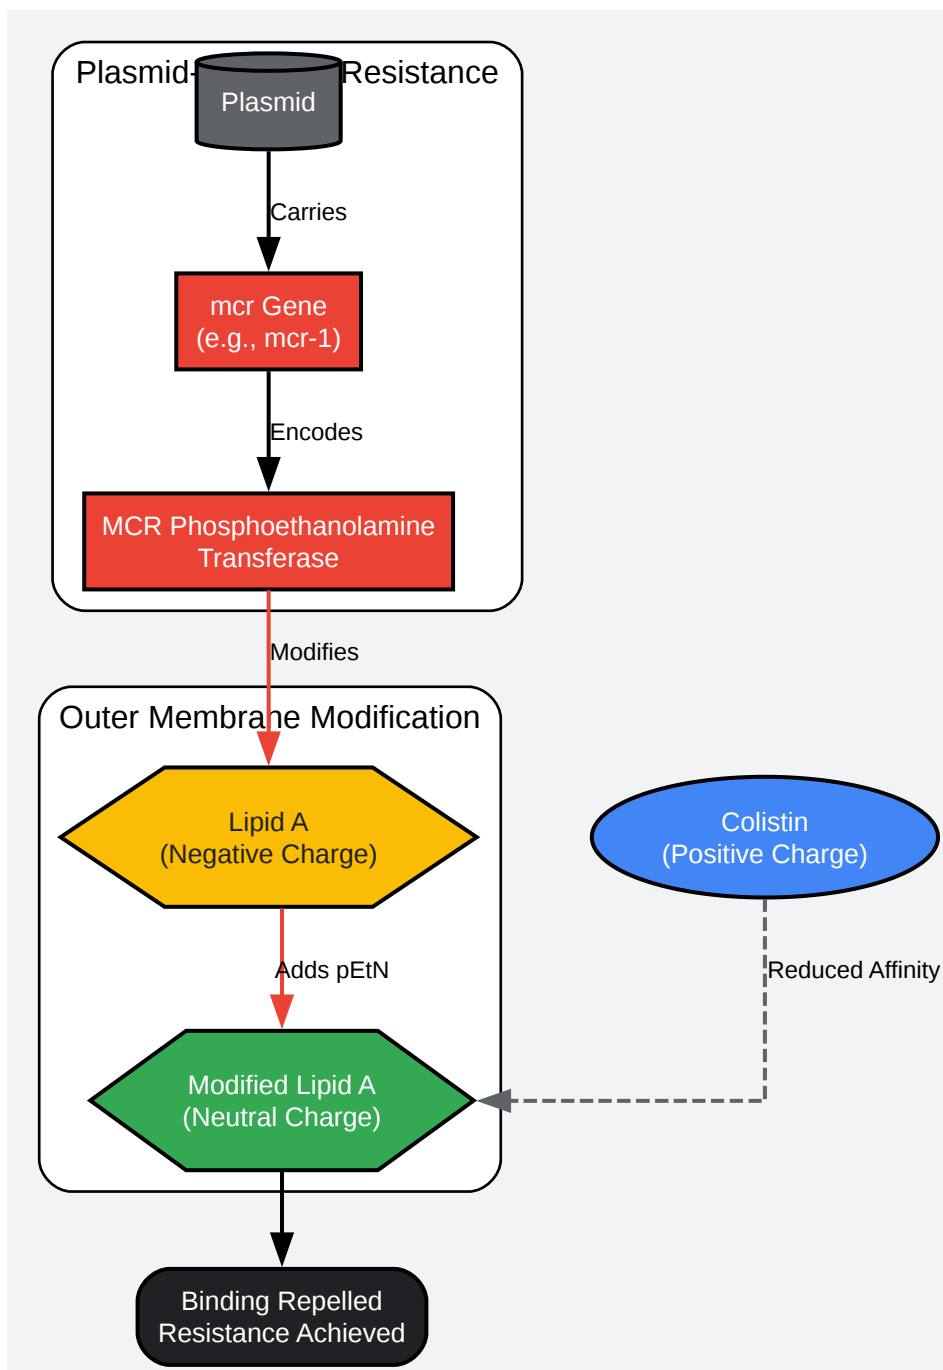 Plasmid- Resistance
Plasmid
Carries
mcr Gene
(e.g., mcr-1)
Encodes
MCR Phosphoethanolamine
Transferase
Modifies
Outer Membrane Modification
Lipid A
(Negative Charge)
Colistin
(Positive Charge)
Adds pEtN
Reduced Affinity
Modified Lipid A
(Neutral Charge)
Binding Repelled
Resistance Achieved